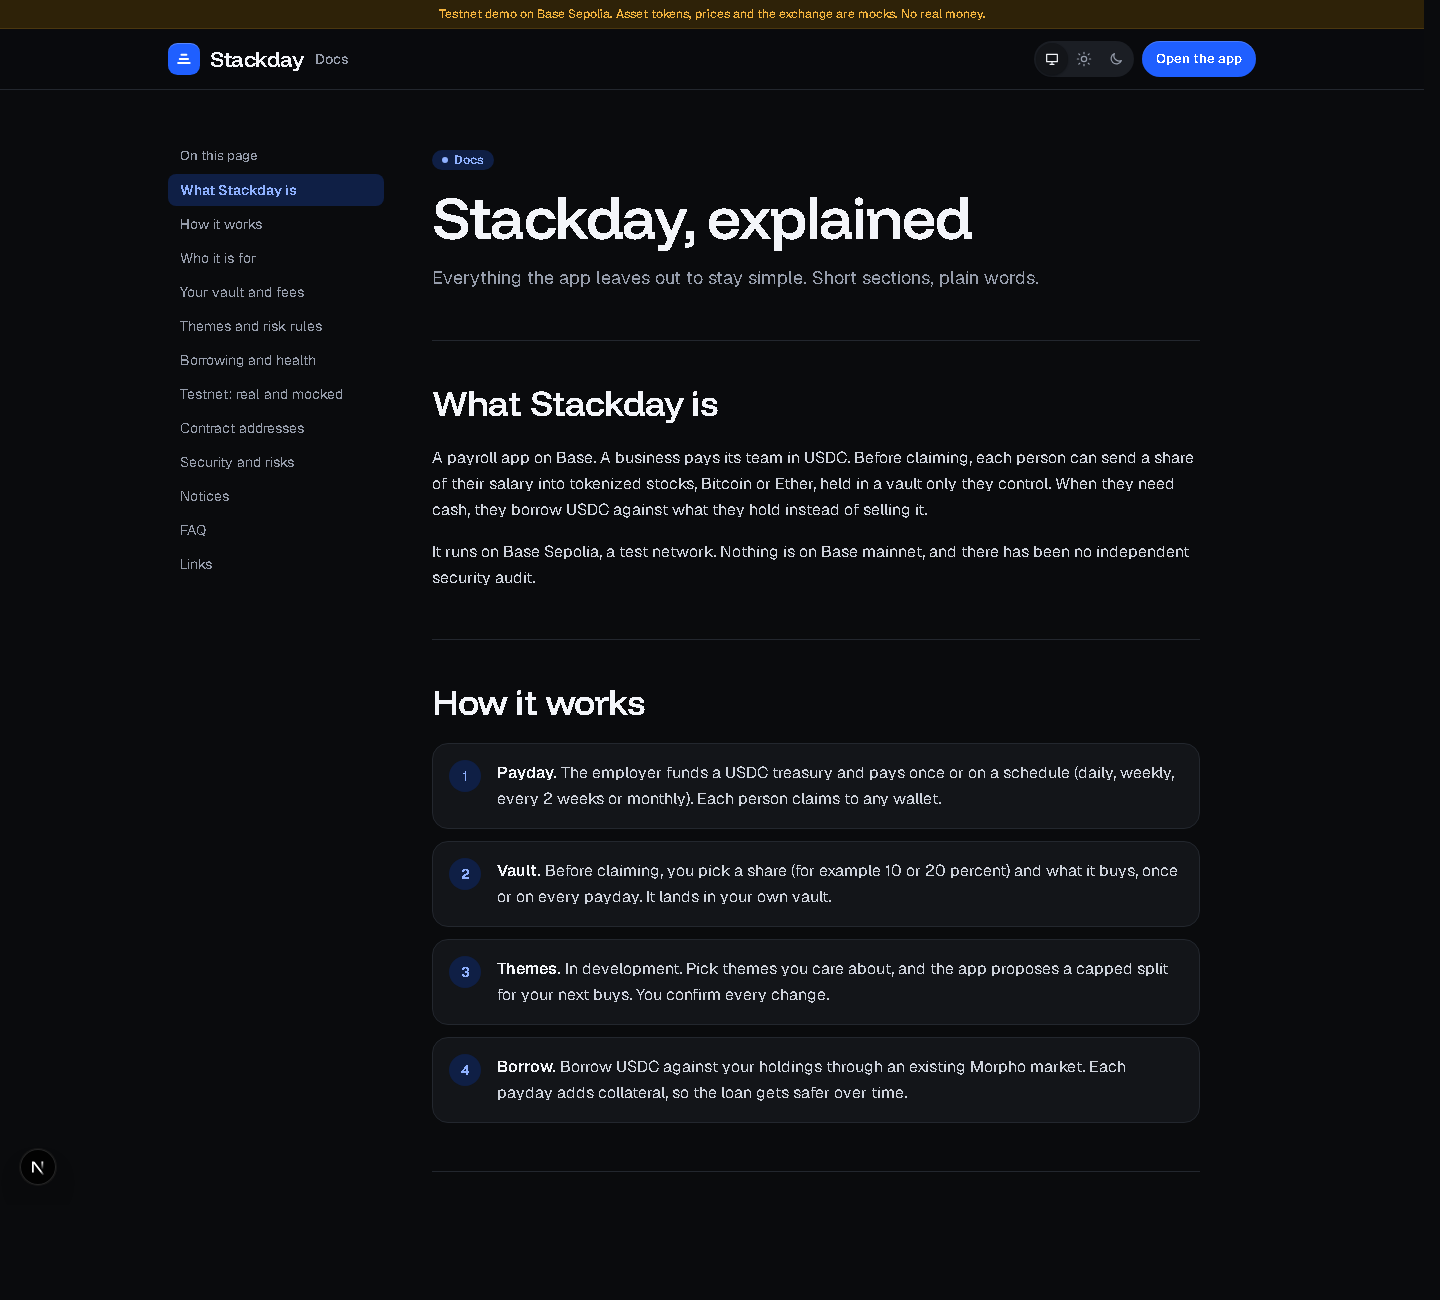 Testnet demo on Base Sepolia. Asset tokens, prices and the exchange are mocks. No real money.
Stackday Docs
Open the app
On this page
What Stackday is
How it works
Who it is for
Your vault and fees
Themes and risk rules
Borrowing and health
Testnet: real and mocked
Contract addresses
Security and risks
Notices
FAQ
Links
Docs
Stackday, explained
Everything the app leaves out to stay simple. Short sections, plain words.
What Stackday is
A payroll app on Base. A business pays its team in USDC. Before claiming, each person can send a share
of their salary into tokenized stocks, Bitcoin or Ether, held in a vault only they control. When they need
cash, they borrow USDC against what they hold instead of selling it.
It runs on Base Sepolia, a test network. Nothing is on Base mainnet, and there has been no independent
security audit.
How it works
1
Payday. The employer funds a USDC treasury and pays once or on a schedule (daily, weekly,
every 2 weeks or monthly). Each person claims to any wallet.
2
Vault. Before claiming, you pick a share (for example 10 or 20 percent) and what it buys, once
or on every payday. It lands in your own vault.
3
Themes. In development. Pick themes you care about, and the app proposes a capped split
for your next buys. You confirm every change.
4
Borrow. Borrow USDC against your holdings through an existing Morpho market. Each
payday adds collateral, so the loan gets safer over time.
N